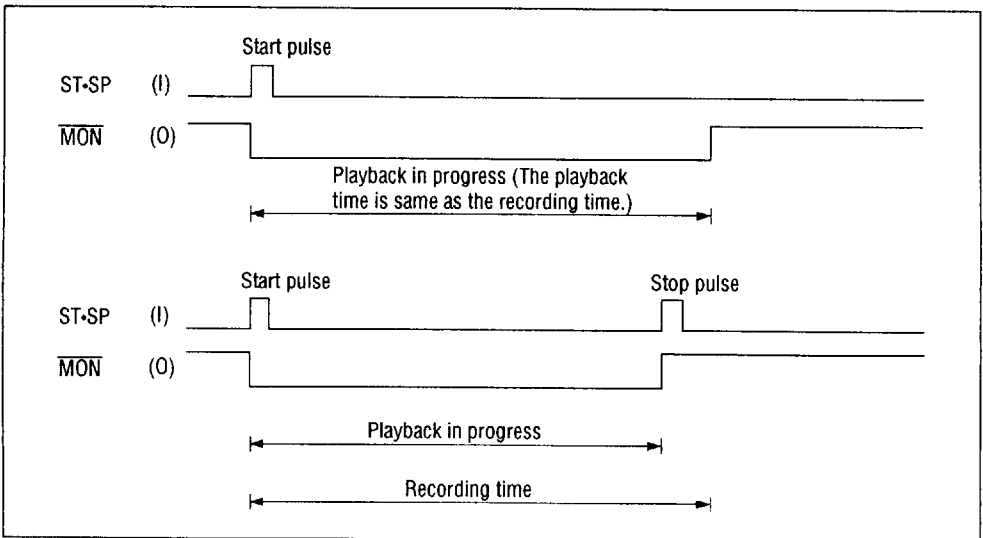 Start pulse
ST•SP (I)
MON (O)
Playback in progress (The playback
time is same as the recording time.)
Start pulse
Stop pulse
ST•SP (I)
MON (O)
Playback in progress
Recording time